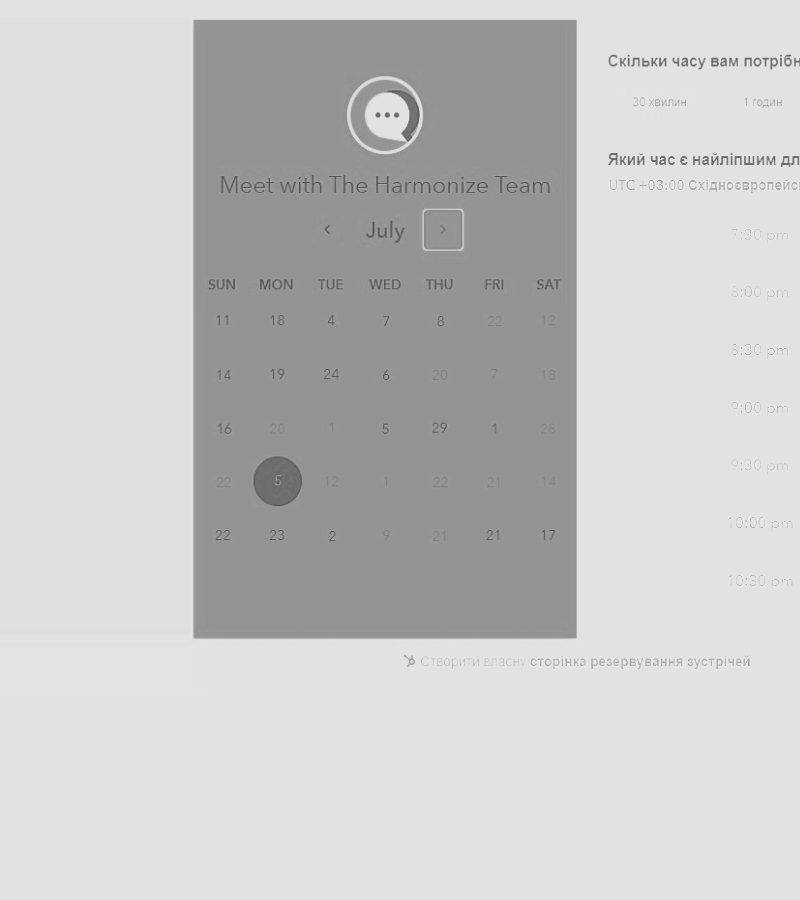 Meet with The Harmonize Team
July
SUN MON TUE WED THU FRI SAT
11 18 4 7 8 22 12
14 19 24 6 20 7 18
16 20 1 5 29 1 28
22 5 12 1 22 21 14
22 23 2 9 21 21 17
Скільки часу вам
30 хвилин 1 годин
Який час є найліпшим
UTC +03:00
7:30 pm
8:00 pm
8:30 pm
9:00 pm
9:30 pm
10:00 pm
10:30 pm
Створити власну сторінка резервування зустрічей